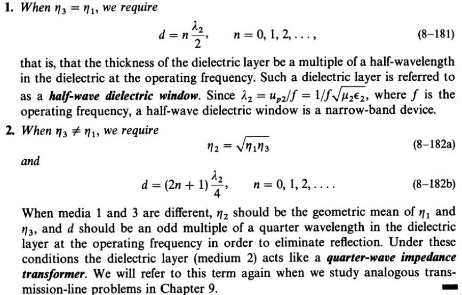 1. When η₃ = η₁, we require
d = n λ₂/2, n = 0, 1, 2, . . . , (8–181)
that is, that the thickness of the dielectric layer be a multiple of a half-wavelength
in the dielectric at the operating frequency. Such a dielectric layer is referred to
as a half-wave dielectric window. Since λ₂ = uₚ₂/f = 1/f√μ₂ϵ₂, where f is the
operating frequency, a half-wave dielectric window is a narrow-band device.
2. When η₃ ≠ η₁, we require
η₂ = √η₁η₃ (8–182a)
and
d = (2n + 1) λ₂/4, n = 0, 1, 2, . . . . (8–182b)
When media 1 and 3 are different, η₂ should be the geometric mean of η₁ and
η₃, and d should be an odd multiple of a quarter wavelength in the dielectric
layer at the operating frequency in order to eliminate reflection. Under these
conditions the dielectric layer (medium 2) acts like a quarter-wave impedance
transformer. We will refer to this term again when we study analogous trans-
mission-line problems in Chapter 9.